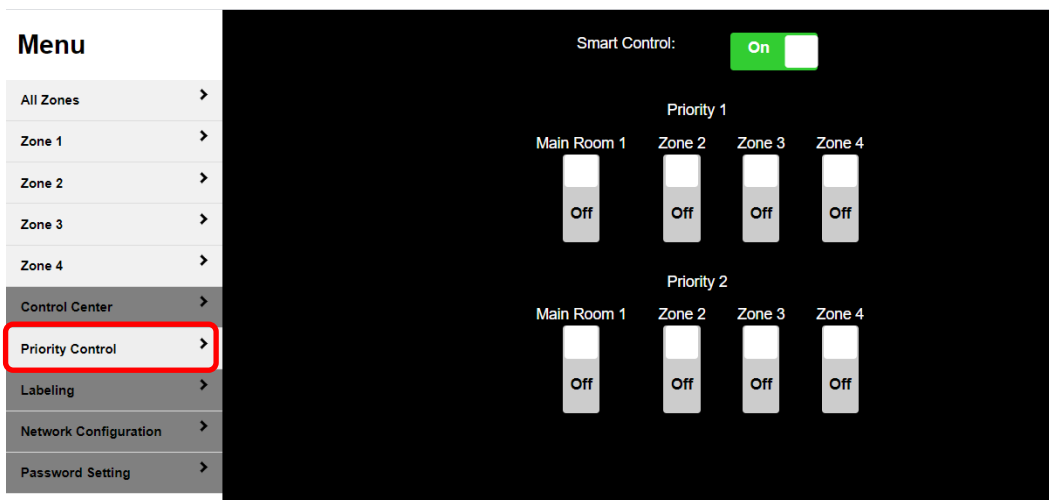 Menu
All Zones
Zone 1
Zone 2
Zone 3
Zone 4
Control Center
Priority Control
Labeling
Network Configuration
Password Setting
Smart Control: On
Priority 1
Main Room 1 Zone 2 Zone 3 Zone 4
Off Off Off Off
Priority 2
Main Room 1 Zone 2 Zone 3 Zone 4
Off Off Off Off